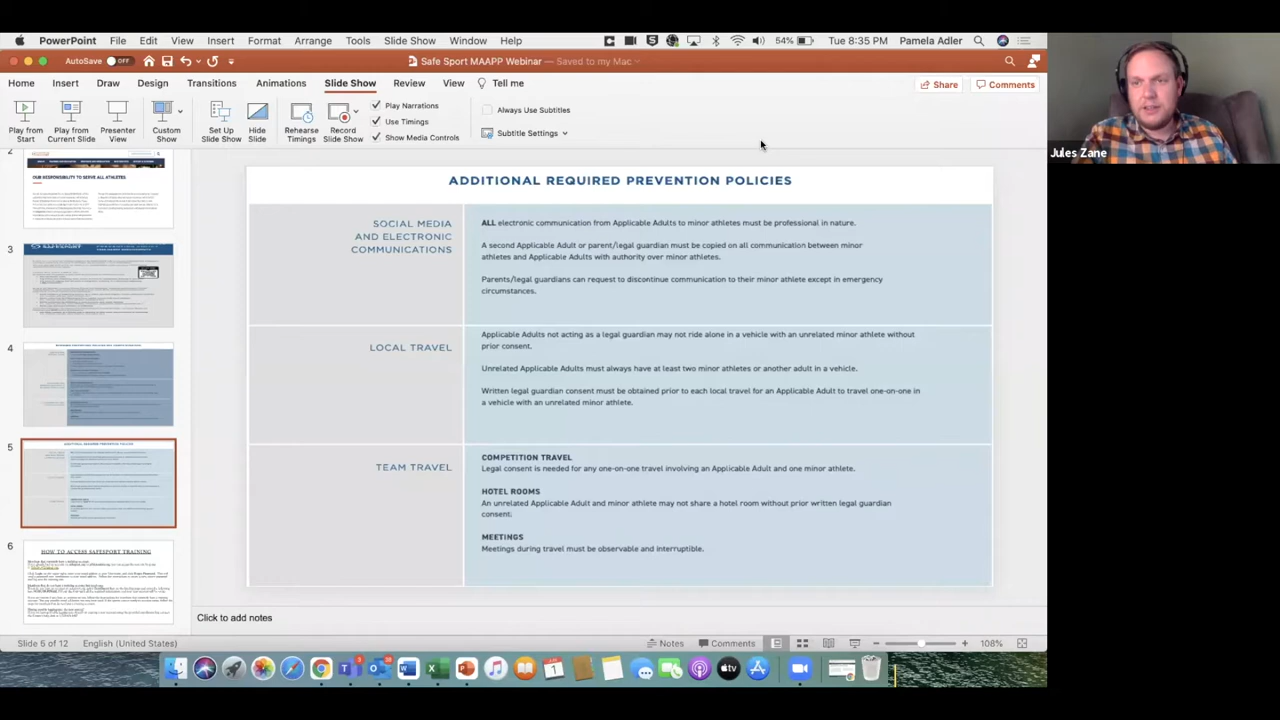 PowerPoint File Edit View Insert Format Arrange Tools Slide Show Window Help 54% Tue 8:35 PM Pamela Adler
AutoSave OFF Safe Sport MAAPP Webinar — Saved to my Mac
Home Insert Draw Design Transitions Animations Slide Show Review View Tell me Share Comments
Play from Start
Play from Current Slide
Presenter View
Custom Show
Set Up Slide Show
Hide Slide
Rehearse Timings
Record Slide Show
Play Narrations
Use Timings
Show Media Controls
Always Use Subtitles
Subtitle Settings
Jules Zane
2
OUR RESPONSIBILITY TO SERVE ALL ATHLETES
3
4
5
6
HOW TO ACCESS SAFESPORT TRAINING
ADDITIONAL REQUIRED PREVENTION POLICIES
SOCIAL MEDIA
AND ELECTRONIC
COMMUNICATIONS
ALL electronic communication from Applicable Adults to minor athletes must be professional in nature.
A second Applicable Adult or parent/legal guardian must be copied on all communication between minor
athletes and Applicable Adults with authority over minor athletes.
Parents/legal guardians can request to discontinue communication to their minor athlete except in emergency
circumstances.
LOCAL TRAVEL
Applicable Adults not acting as a legal guardian may not ride alone in a vehicle with an unrelated minor athlete without
prior consent.
Unrelated Applicable Adults must always have at least two minor athletes or another adult in a vehicle.
Written legal guardian consent must be obtained prior to each local travel for an Applicable Adult to travel one-on-one in
a vehicle with an unrelated minor athlete.
TEAM TRAVEL
COMPETITION TRAVEL
Legal consent is needed for any one-on-one travel involving an Applicable Adult and one minor athlete.
HOTEL ROOMS
An unrelated Applicable Adult and minor athlete may not share a hotel room without prior written legal guardian
consent.
MEETINGS
Meetings during travel must be observable and interruptible.
Click to add notes
Slide 5 of 12 English (United States) Notes Comments 108%